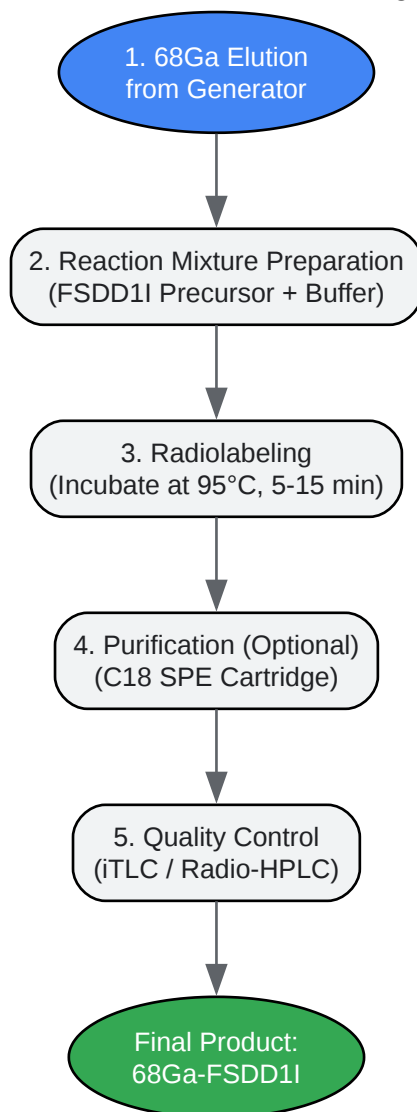 1. 68Ga Elution
from Generator
2. Reaction Mixture Preparation
(FSDD1I Precursor + Buffer)
3. Radiolabeling
(Incubate at 95°C, 5-15 min)
4. Purification (Optional)
(C18 SPE Cartridge)
5. Quality Control
(iTLC / Radio-HPLC)
Final Product:
68Ga-FSDD1I